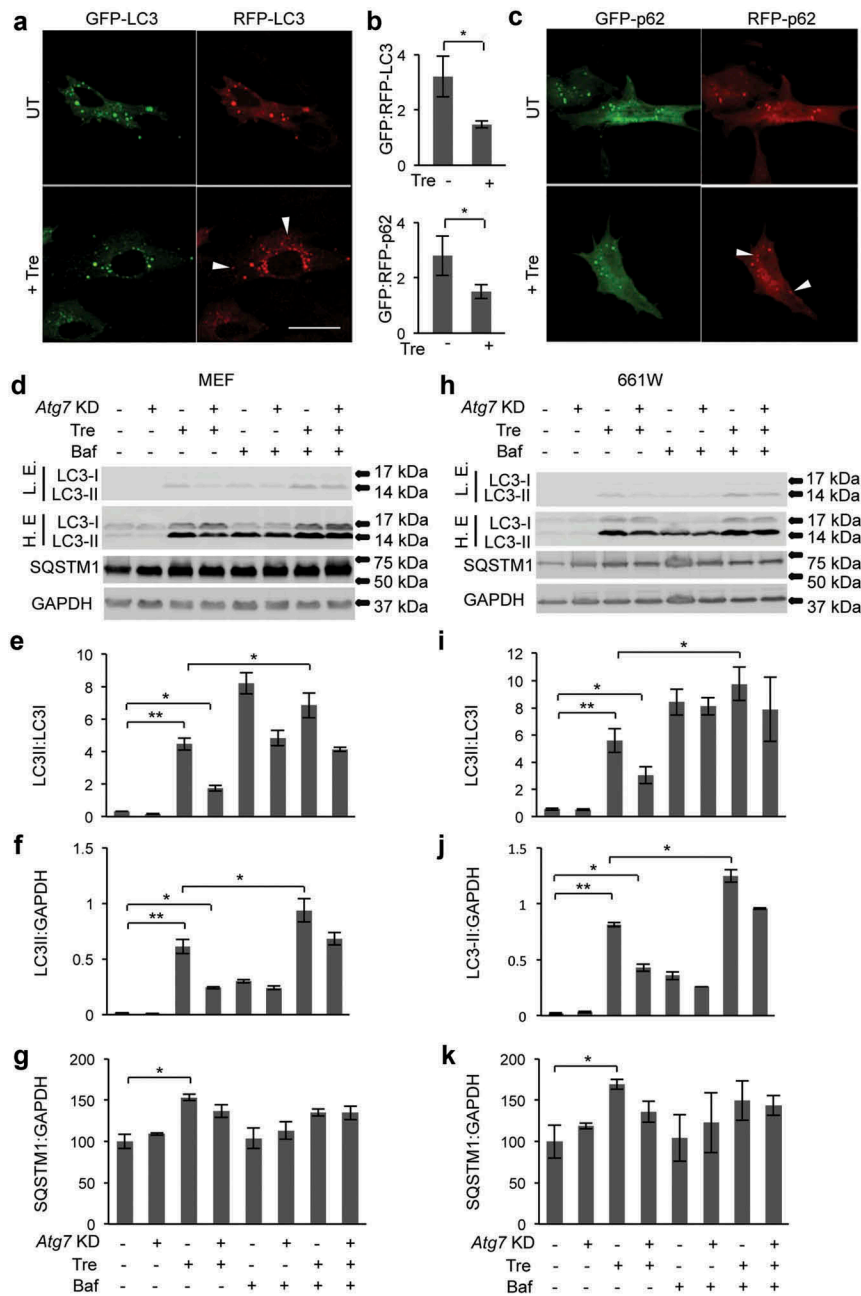 a
GFP-LC3 RFP-LC3
UT
+ Tre
b
*
4
2
0
GFP:RFP-LC3
Tre - +
*
4
2
0
GFP:RFP-p62
Tre - +
c
GFP-p62 RFP-p62
UT
+ Tre
d
MEF
Atg7 KD - + - + - + - +
Tre - - + + - - + +
Baf - - - - + + + +
L. E.
LC3-I 17 kDa
LC3-II 14 kDa
H. E
LC3-I 17 kDa
LC3-II 14 kDa
SQSTM1 75 kDa
50 kDa
GAPDH 37 kDa
h
661W
Atg7 KD - + - + - + - +
Tre - - + + - - + +
Baf - - - - + + + +
L. E.
LC3-I 17 kDa
LC3-II 14 kDa
H. E
LC3-I 17 kDa
LC3-II 14 kDa
SQSTM1 75 kDa
50 kDa
GAPDH 37 kDa
e
LC3II:LC3I
10
8
6
4
2
0
*
*
**
f
LC3II:GAPDH
1.5
1
0.5
0
*
*
**
g
SQSTM1:GAPDH
200
150
100
50
0
*
Atg7 KD - + - + - + - +
Tre - - + + - - + +
Baf - - - - + + + +
i
LC3II:LC3I
12
10
8
6
4
2
0
*
*
**
j
LC3-II:GAPDH
1.5
1
0.5
0
*
*
**
k
SQSTM1:GAPDH
200
150
100
50
0
*
Atg7 KD - + - + - + - +
Tre - - + + - - + +
Baf - - - - + + + +